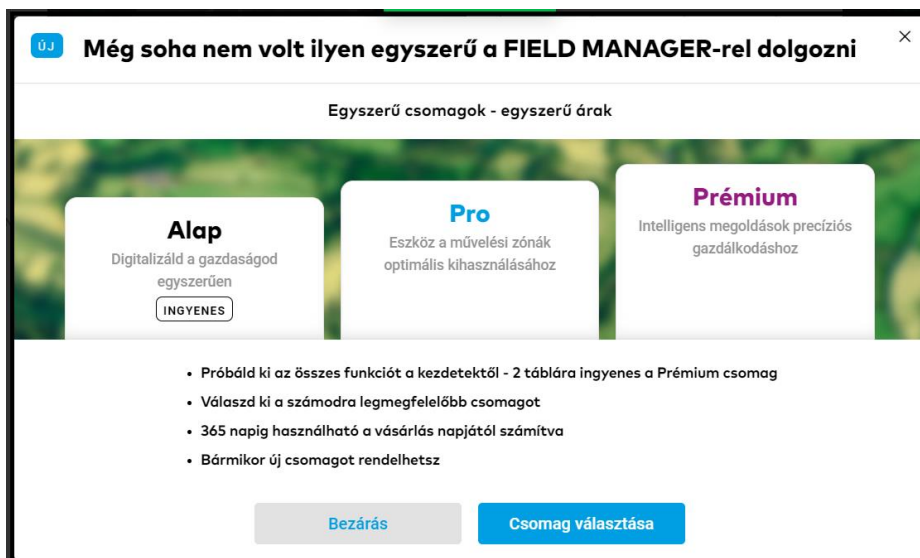 ÚJ
Még soha nem volt ilyen egyszerű a FIELD MANAGER-rel dolgozni
×
Egyszerű csomagok - egyszerű árak
Alap
Digitalizáld a gazdaságod
egyszerűen
INGYENES
Pro
Eszköz a művelési zónák
optimális kihasználásához
Prémium
Intelligens megoldások precíziós
gazdálkodáshoz
• Próbáld ki az összes funkciót a kezdetektől - 2 táblára ingyenes a Prémium csomag
• Válaszd ki a számodra legmegfelelőbb csomagot
• 365 napig használható a vásárlás napjától számítva
• Bármikor új csomagot rendelhetsz
Bezárás
Csomag választása